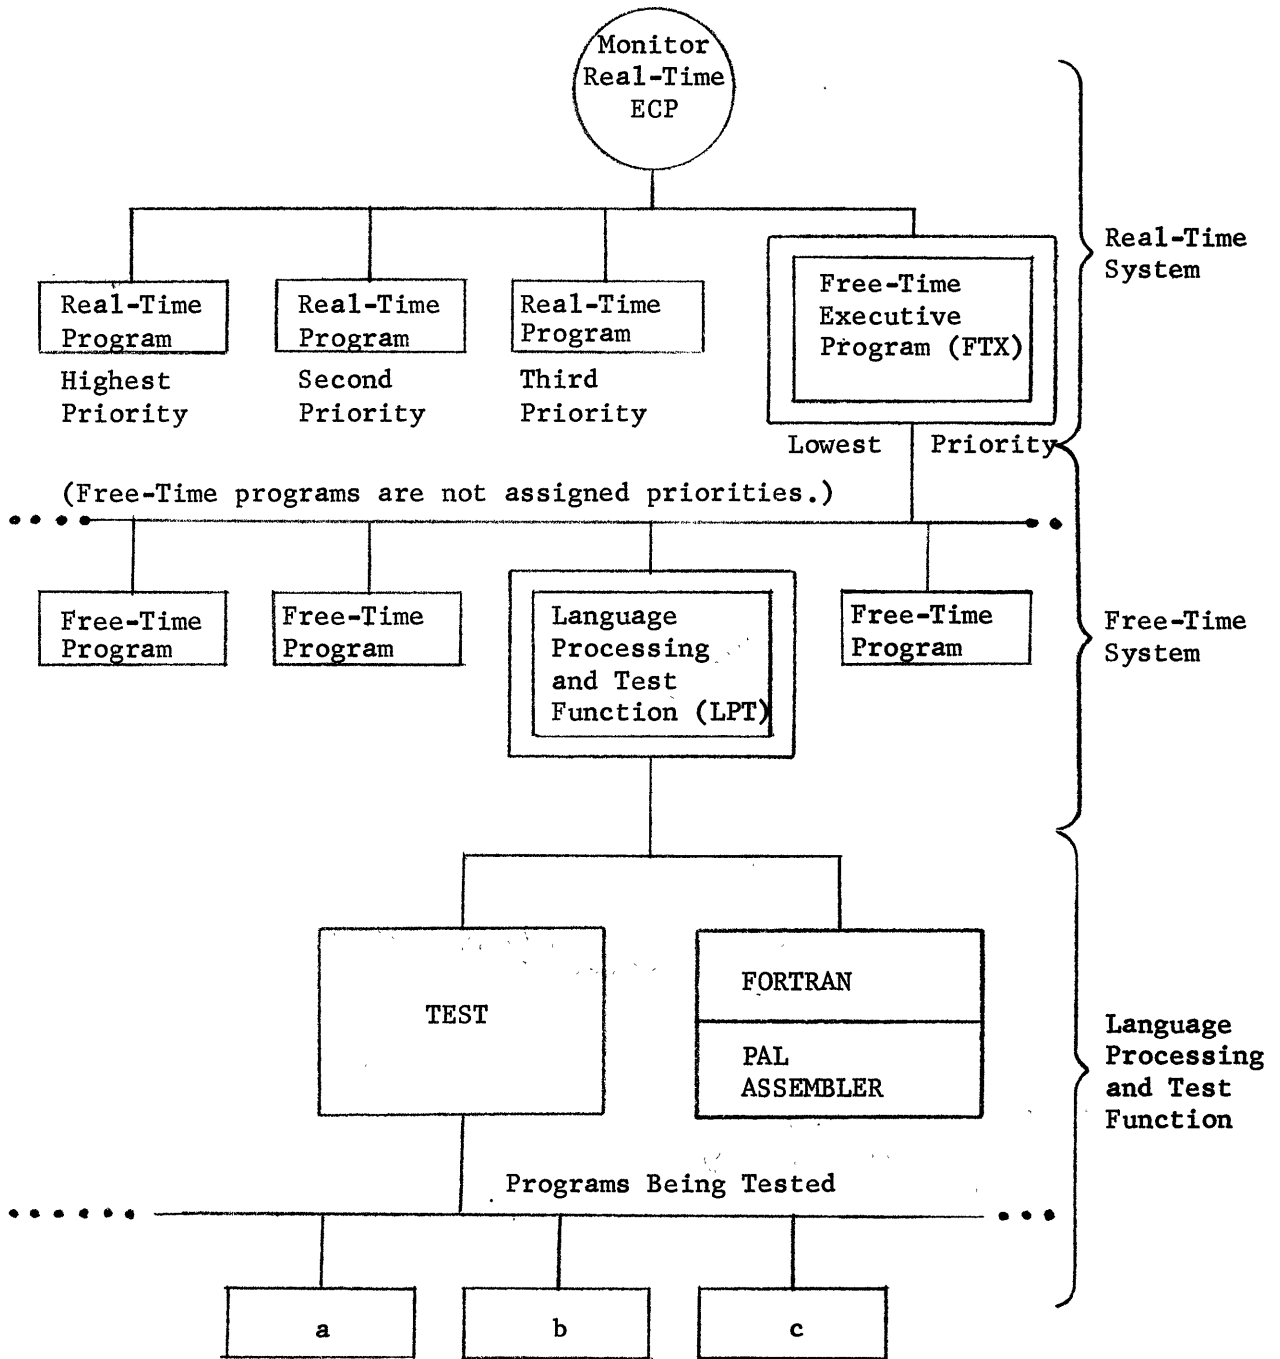 Monitor
Real-Time
ECP
Real-Time
System
Real-Time
Program
Highest
Priority
Real-Time
Program
Second
Priority
Real-Time
Program
Third
Priority
Free-Time
Executive
Program (FTX)
Lowest Priority
(Free-Time programs are not assigned priorities.)
Free-Time
Program
Free-Time
Program
Language
Processing
and Test
Function (LPT)
Free-Time
Program
Free-Time
System
TEST
FORTRAN
PAL
ASSEMBLER
Language
Processing
and Test
Function
Programs Being Tested
a
b
c